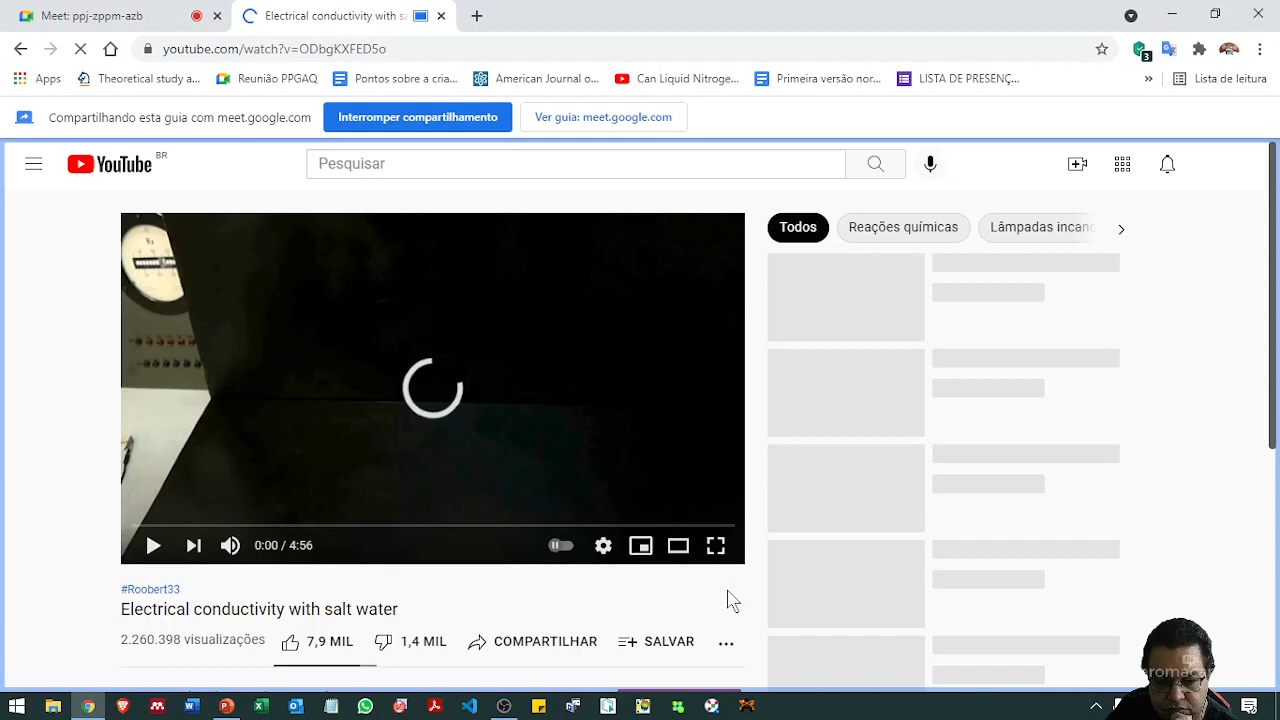 Meet: ppj-zppm-azb
Electrical conductivity with sa
youtube.com/watch?v=ODbgKXFED5o
3
Apps
Theoretical study a...
Reunião PPGAQ
Pontos sobre a cria...
American Journal o...
Can Liquid Nitroge...
Primeira versão nor...
LISTA DE PRESENÇ...
»
Lista de leitura
Compartilhando esta guia com meet.google.com
Interromper compartilhamento
Ver guia: meet.google.com
YouTube BR
Pesquisar
Todos
Reações químicas
Lâmpadas incan
0:00 / 4:56
#Roobert33
Electrical conductivity with salt water
2.260.398 visualizações
7,9 MIL
1,4 MIL
COMPARTILHAR
SALVAR